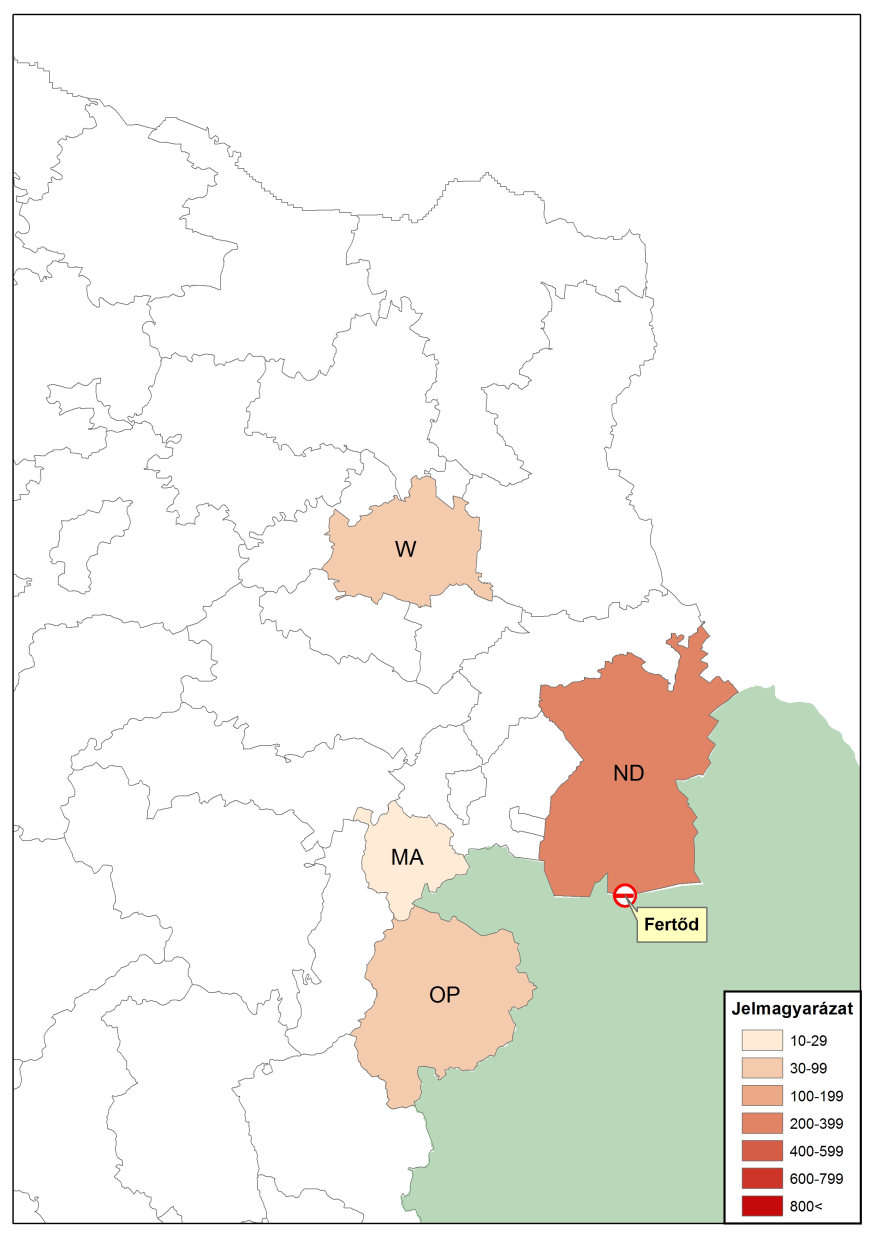 W
ND
MA
Fertőd
OP
Jelmagyarázat
10-29
30-99
100-199
200-399
400-599
600-799
800<